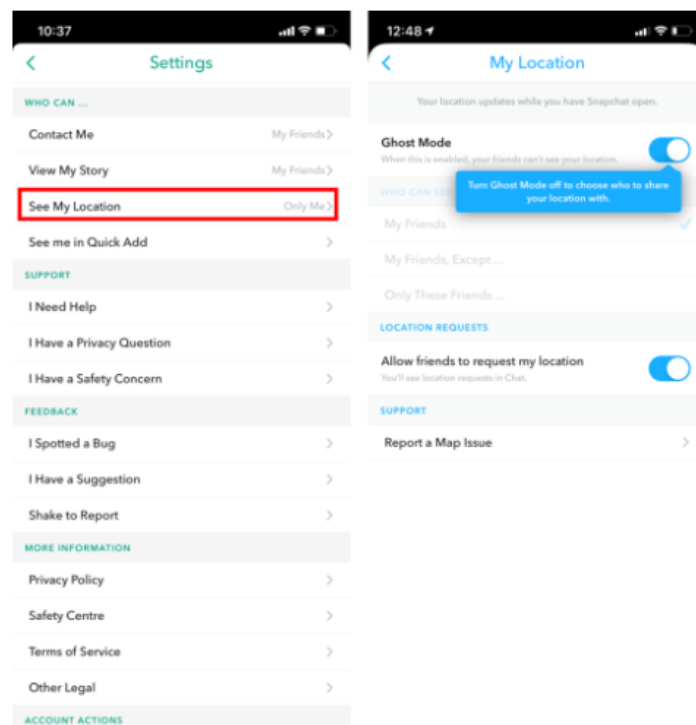 10:37
Settings
WHO CAN ...
Contact Me My Friends
View My Story My Friends
See My Location Only Me
See me in Quick Add
SUPPORT
I Need Help
I Have a Privacy Question
I Have a Safety Concern
FEEDBACK
I Spotted a Bug
I Have a Suggestion
Shake to Report
MORE INFORMATION
Privacy Policy
Safety Centre
Terms of Service
Other Legal
ACCOUNT ACTIONS
12:48
My Location
Your location updates while you have Snapchat open.
Ghost Mode
When this is enabled, your friends can't see your location.
Turn Ghost Mode off to choose who to share
your location with.
WHO CAN SEE
My Friends
My Friends, Except ...
Only These Friends ...
LOCATION REQUESTS
Allow friends to request my location
You'll see location requests in Chat.
SUPPORT
Report a Map Issue